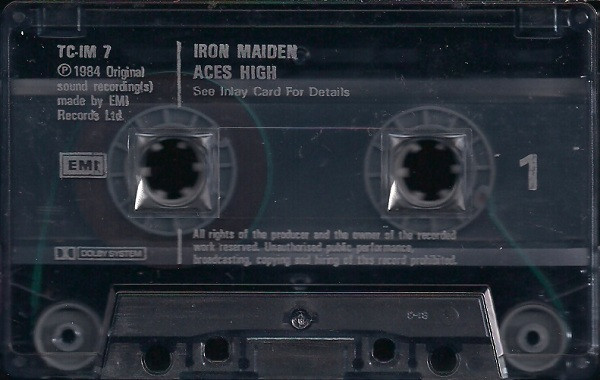 TC-IM 7
℗ 1984 Original
sound recording(s)
made by EMI
Records Ltd.
IRON MAIDEN
ACES HIGH
See Inlay Card For Details
EMI
1
DOLBY SYSTEM
All rights of the producer and the owner of the recorded
work reserved. Unauthorised public performance,
broadcasting, copying and hiring of this record prohibited.